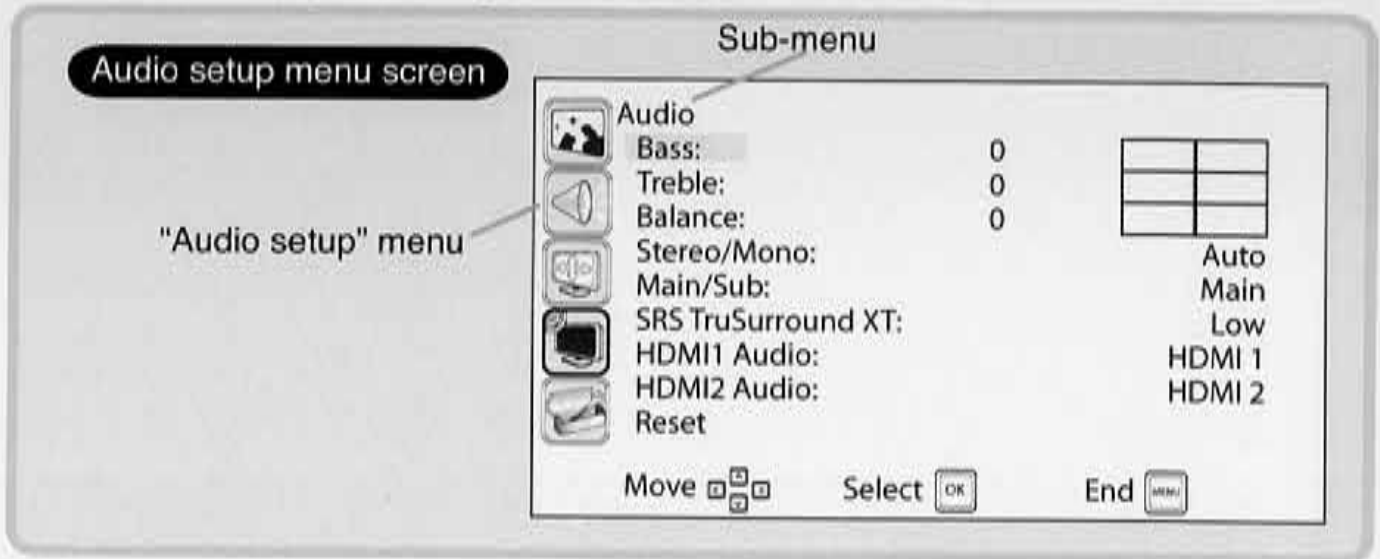 Sub-menu
Audio setup menu screen
Audio
Bass: 0
Treble: 0
"Audio setup" menu
Balance: 0
Stereo/Mono: Auto
Main/Sub: Main
SRS TruSurround XT: Low
HDMI1 Audio: HDMI 1
HDMI2 Audio: HDMI 2
Reset
Move Select OK End MENU